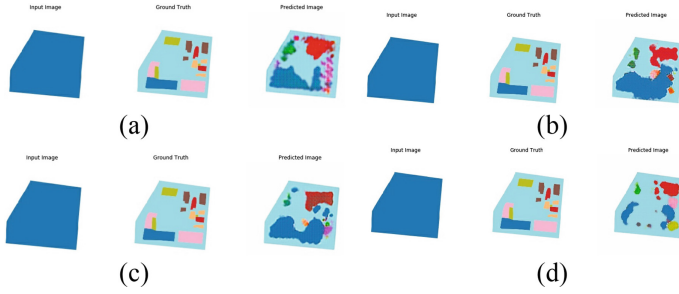 Input Image Ground Truth Predicted Image
(a)
Input Image Ground Truth Predicted Image
(b)
Input Image Ground Truth Predicted Image
(c)
Input Image Ground Truth Predicted Image
(d)